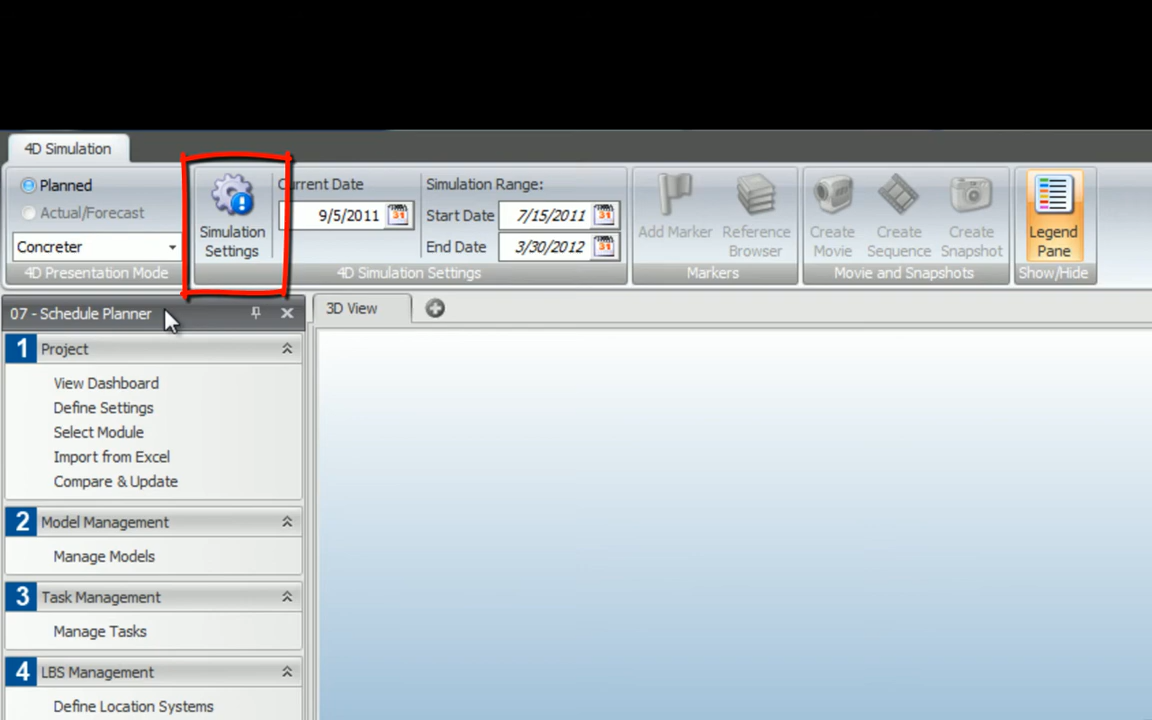 4D Simulation
Planned
Actual/Forecast
Concreter
4D Presentation Mode
Simulation
Settings
Current Date
9/5/2011 31
Simulation Range:
Start Date 7/15/2011 31
End Date 3/30/2012 31
4D Simulation Settings
Add Marker
Reference
Browser
Markers
Create
Movie
Create
Sequence
Create
Snapshot
Movie and Snapshots
Legend
Pane
Show/Hide
07 - Schedule Planner
3D View
1 Project
View Dashboard
Define Settings
Select Module
Import from Excel
Compare & Update
2 Model Management
Manage Models
3 Task Management
Manage Tasks
4 LBS Management
Define Location Systems